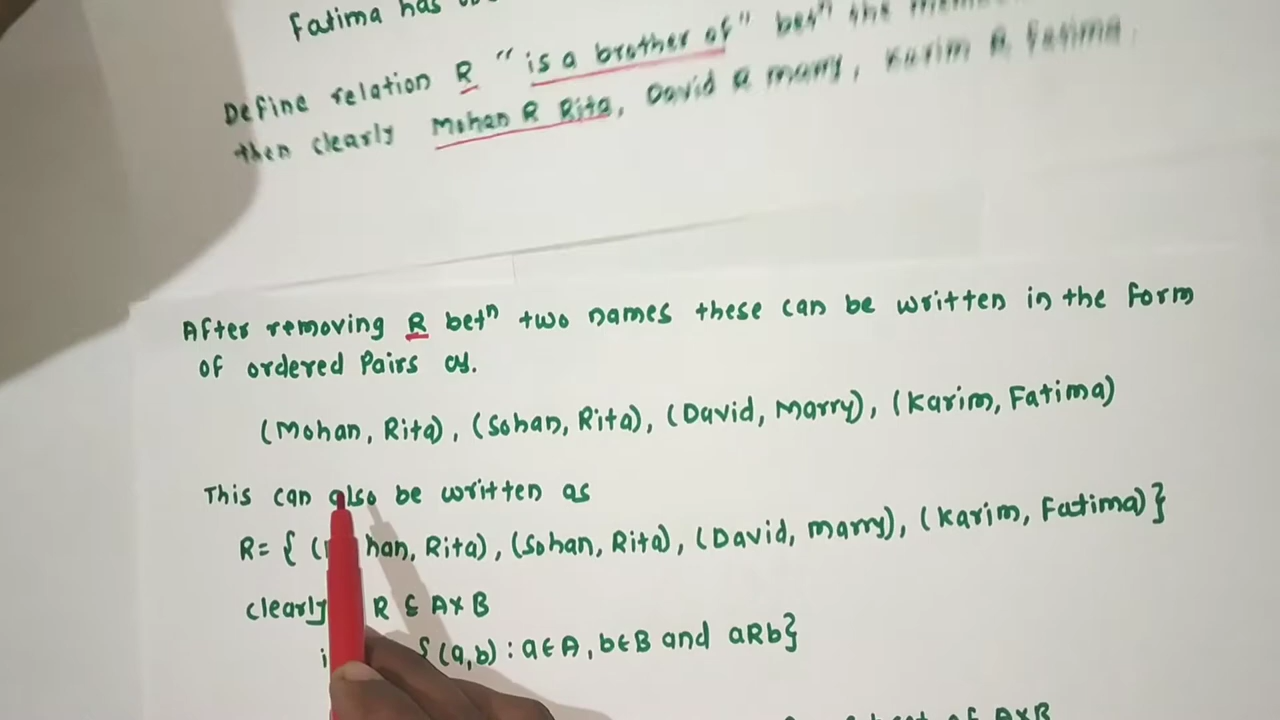 Fatima has
Define relation R "is a brother of" betn the
then clearly Mohan R Rita, David R marry, Karim R Fatima.
After removing R betn two names these can be written in the form
of ordered Pairs as.
(Mohan, Rita), (Sohan, Rita), (David, Marry), (Karim, Fatima)
This can also be written as
R= { ( han, Rita), (Sohan, Rita), (David, marry), (Karim, Fatima)}
clearly R ⊆ A×B
{(a,b) : a∈A, b∈B and aRb}
of A×B